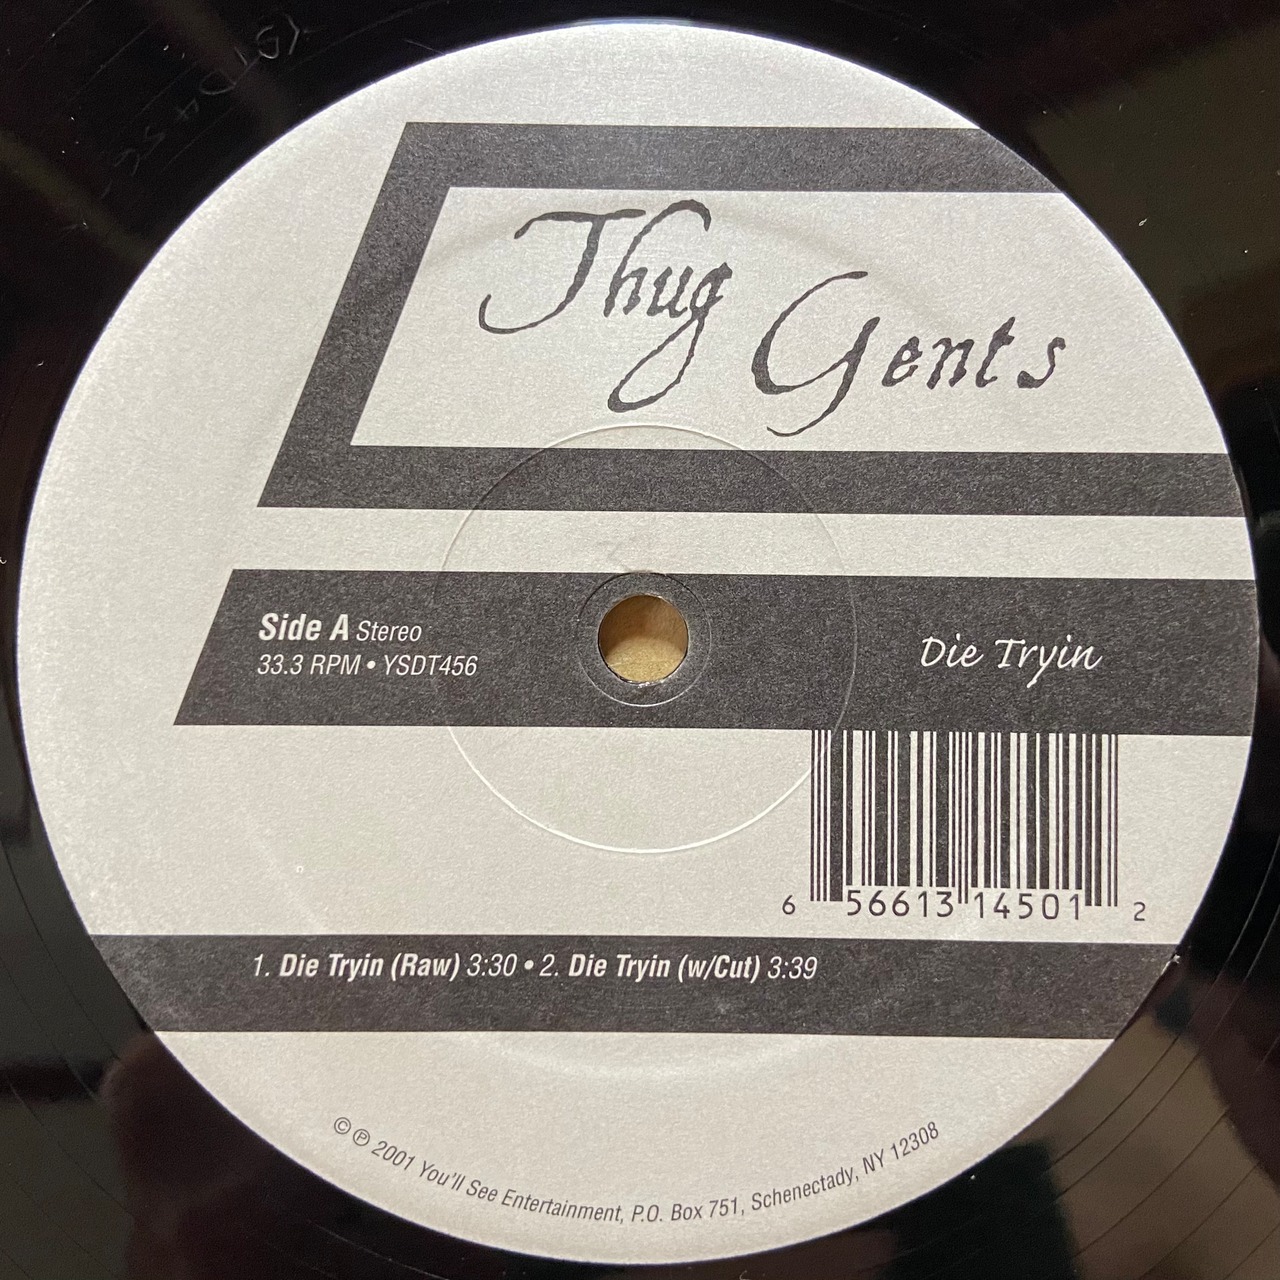 Thug
Gents
Side A Stereo
33.3 RPM • YSDT456
Die Tryin
6 56613 14501 2
1. Die Tryin (Raw) 3:30 • 2. Die Tryin (w/Cut) 3:39
© ℗ 2001 You'll See Entertainment, P.O. Box 751, Schenectady, NY 12308